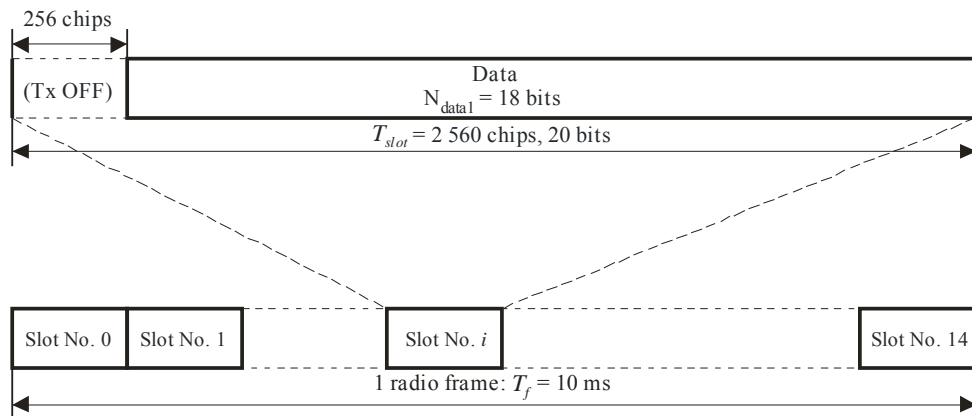 256 chips
(Tx OFF)
Data
N_data1 = 18 bits
T_slot = 2 560 chips, 20 bits
Slot No. 0
Slot No. 1
Slot No. i
Slot No. 14
1 radio frame: T_f = 10 ms